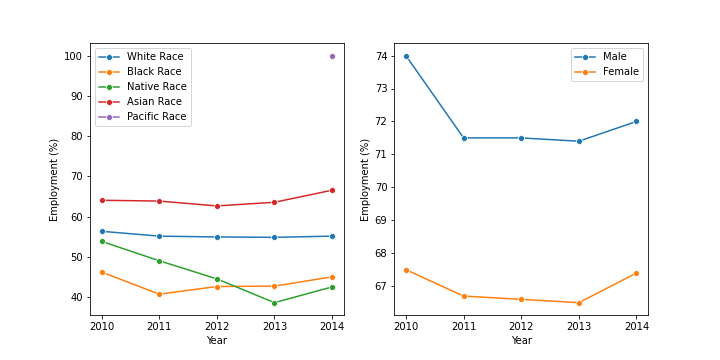 White Race
Black Race
Native Race
Asian Race
Pacific Race
100
90
80
70
60
50
40
Employment (%)
2010 2011 2012 2013 2014
Year
Male
Female
74
73
72
71
70
69
68
67
Employment (%)
2010 2011 2012 2013 2014
Year